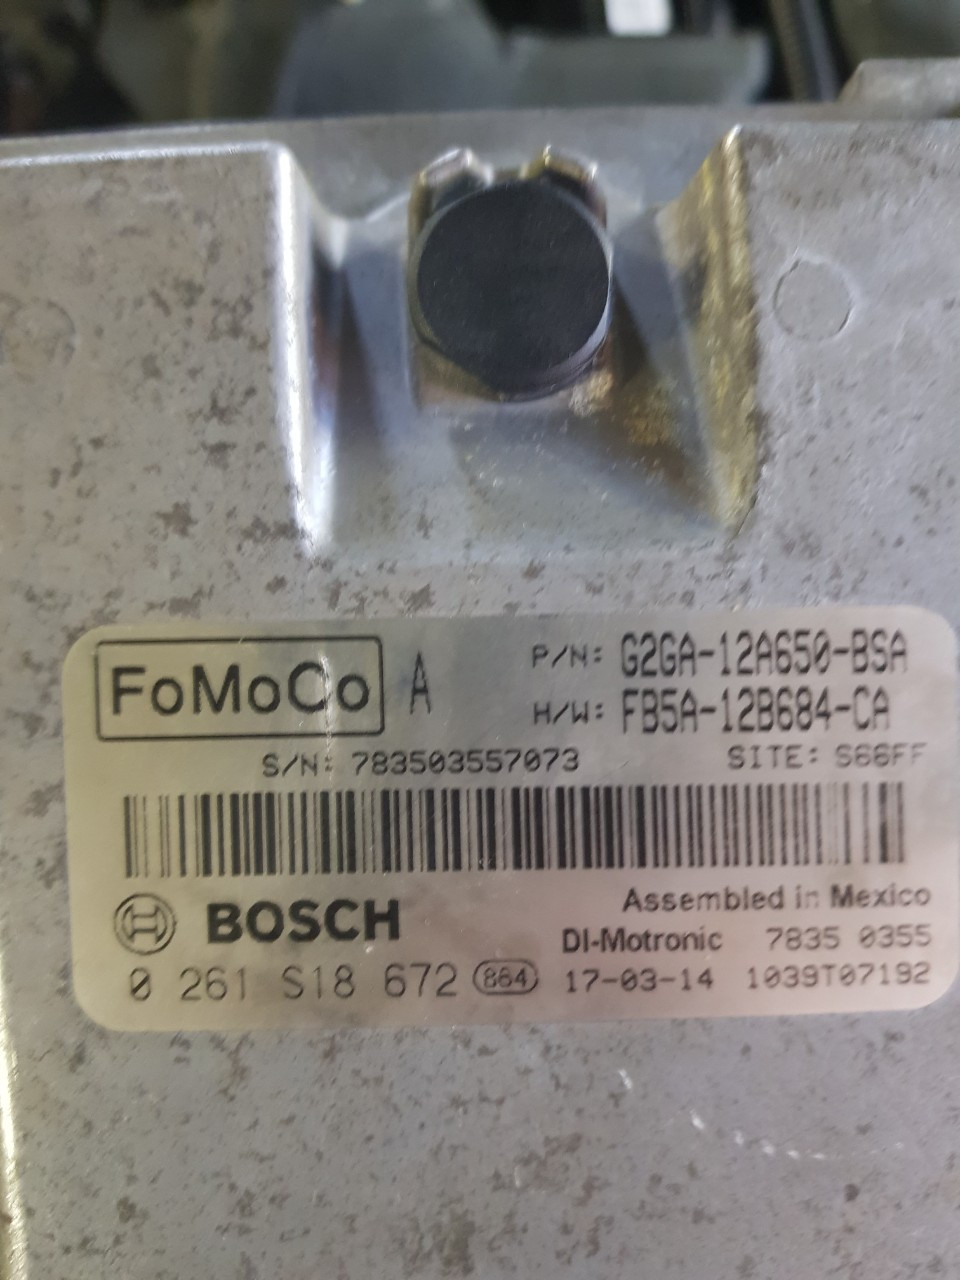 FoMoCo A P/N: G2GA-12A650-BSA
H/W: FB5A-12B684-CA
S/N: 783503557073 SITE: S66FF
BOSCH Assembled in Mexico
DI-Motronic 7835 0355
0 261 S18 672 884 17-03-14 1039T07192